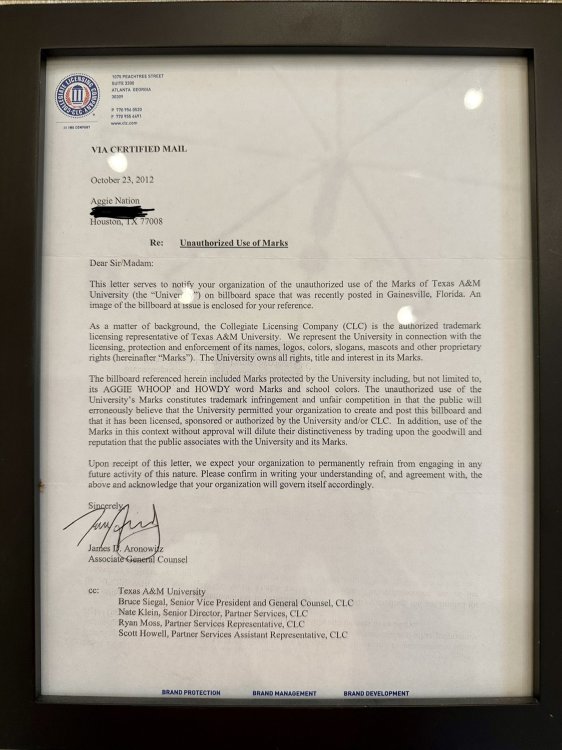 COLLEGIATE LICENSING COMPANY
CLC
1075 PEACHTREE STREET
SUITE 3300
ATLANTA GEORGIA
30309
P 770 956 0520
F 770 955 4491
www.clc.com
AN IMG COMPANY
VIA CERTIFIED MAIL
October 23, 2012
Aggie Nation
Houston, TX 77008
Re: Unauthorized Use of Marks
Dear Sir/Madam:
This letter serves to notify your organization of the unauthorized use of the Marks of Texas A&M
University (the “University”) on billboard space that was recently posted in Gainesville, Florida. An
image of the billboard at issue is enclosed for your reference.
As a matter of background, the Collegiate Licensing Company (CLC) is the authorized trademark
licensing representative of Texas A&M University. We represent the University in connection with the
licensing, protection and enforcement of its names, logos, colors, slogans, mascots and other proprietary
rights (hereinafter “Marks”). The University owns all rights, title and interest in its Marks.
The billboard referenced herein included Marks protected by the University including, but not limited to,
its AGGIE WHOOP and HOWDY word Marks and school colors. The unauthorized use of the
University’s Marks constitutes trademark infringement and unfair competition in that the public will
erroneously believe that the University permitted your organization to create and post this billboard and
that it has been licensed, sponsored or authorized by the University and/or CLC. In addition, use of the
Marks in this context without approval will dilute their distinctiveness by trading upon the goodwill and
reputation that the public associates with the University and its Marks.
Upon receipt of this letter, we expect your organization to permanently refrain from engaging in any
future activity of this nature. Please confirm in writing your understanding of, and agreement with, the
above and acknowledge that your organization will govern itself accordingly.
Sincerely,
James D. Aronowitz
Associate General Counsel
cc: Texas A&M University
Bruce Siegal, Senior Vice President and General Counsel, CLC
Nate Klein, Senior Director, Partner Services, CLC
Ryan Moss, Partner Services Representative, CLC
Scott Howell, Partner Services Assistant Representative, CLC
BRAND PROTECTION BRAND MANAGEMENT BRAND DEVELOPMENT